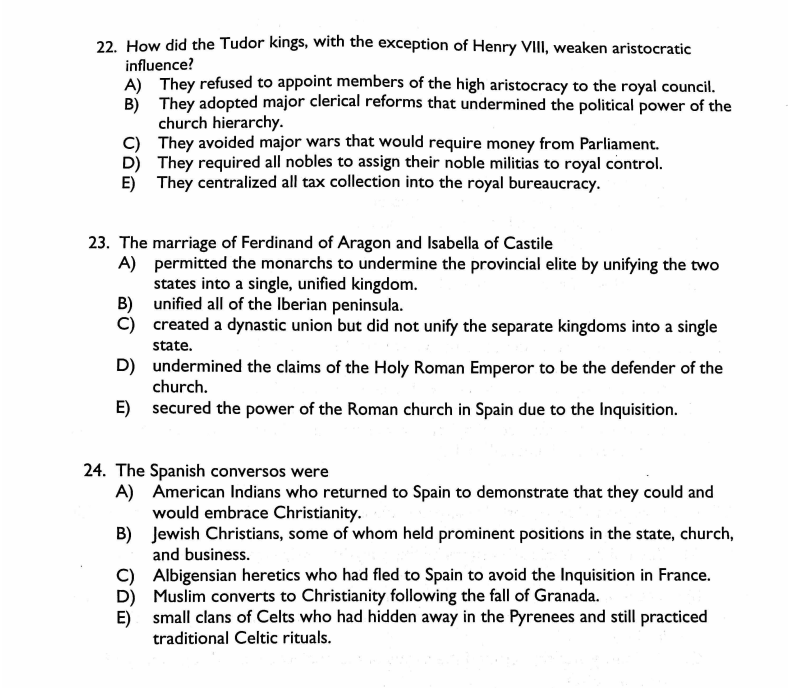 22. How did the Tudor kings, with the exception of Henry VIII, weaken aristocratic
influence?
A) They refused to appoint members of the high aristocracy to the royal council.
B) They adopted major clerical reforms that undermined the political power of the
church hierarchy.
C) They avoided major wars that would require money from Parliament.
D) They required all nobles to assign their noble militias to royal control.
E) They centralized all tax collection into the royal bureaucracy.
23. The marriage of Ferdinand of Aragon and Isabella of Castile
A) permitted the monarchs to undermine the provincial elite by unifying the two
states into a single, unified kingdom.
B) unified all of the Iberian peninsula.
C) created a dynastic union but did not unify the separate kingdoms into a single
state.
D) undermined the claims of the Holy Roman Emperor to be the defender of the
church.
E) secured the power of the Roman church in Spain due to the Inquisition.
24. The Spanish conversos were
A) American Indians who returned to Spain to demonstrate that they could and
would embrace Christianity.
B) Jewish Christians, some of whom held prominent positions in the state, church,
and business.
C) Albigensian heretics who had fled to Spain to avoid the Inquisition in France.
D) Muslim converts to Christianity following the fall of Granada.
E) small clans of Celts who had hidden away in the Pyrenees and still practiced
traditional Celtic rituals.